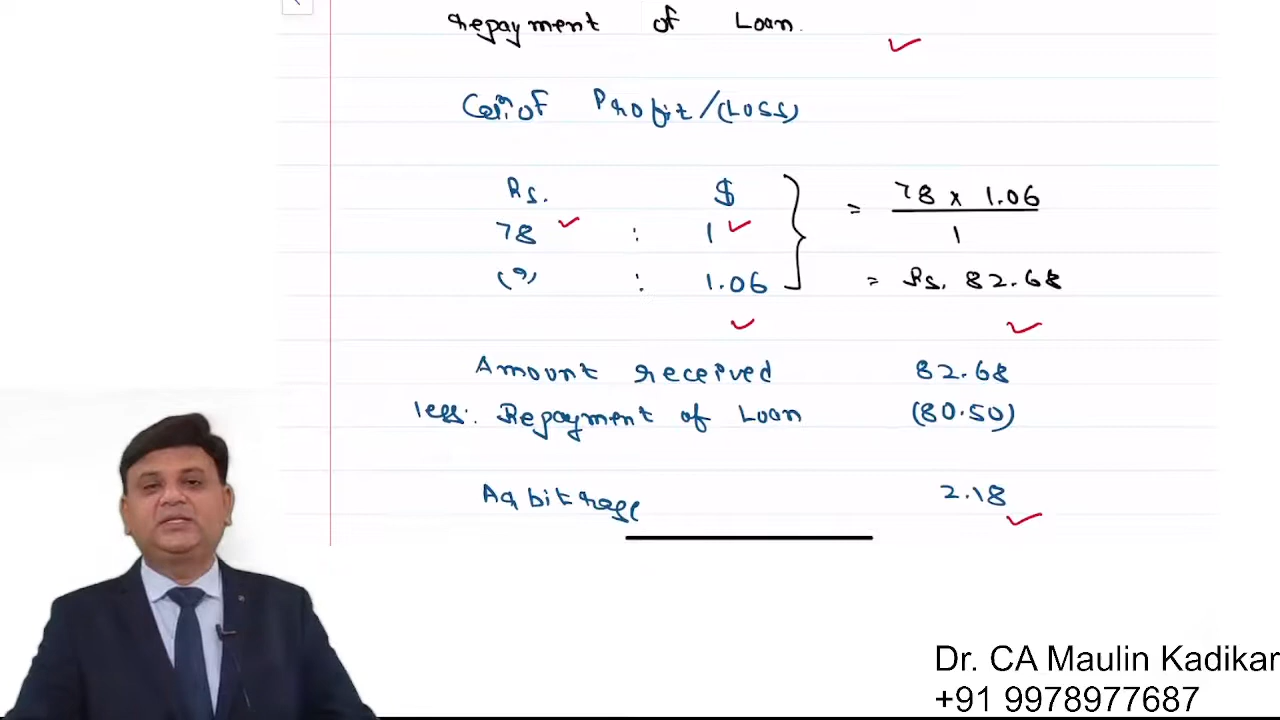 Repayment of Loan.
Caln of Profit/(Loss)
Rs. $
78 : 1
(?) : 1.06
= 78 x 1.06
1
= Rs. 82.68
Amount received 82.68
less: Repayment of Loan (80.50)
Arbitrage 2.18
Dr. CA Maulin Kadikar
+91 9978977687